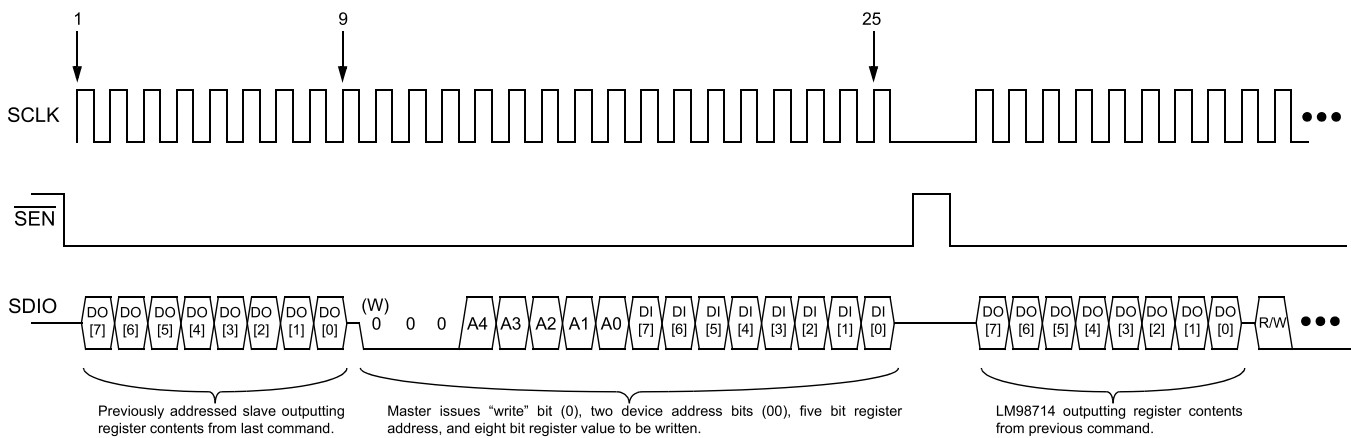 1 9 25
SCLK
SEN
SDIO
DO [7] DO [6] DO [5] DO [4] DO [3] DO [2] DO [1] DO [0] (W) 0 0 0 A4 A3 A2 A1 A0 DI [7] DI [6] DI [5] DI [4] DI [3] DI [2] DI [1] DI [0] DO [7] DO [6] DO [5] DO [4] DO [3] DO [2] DO [1] DO [0] R/W
Previously addressed slave outputting
register contents from last command.
Master issues “write” bit (0), two device address bits (00), five bit register
address, and eight bit register value to be written.
LM98714 outputting register contents
from previous command.